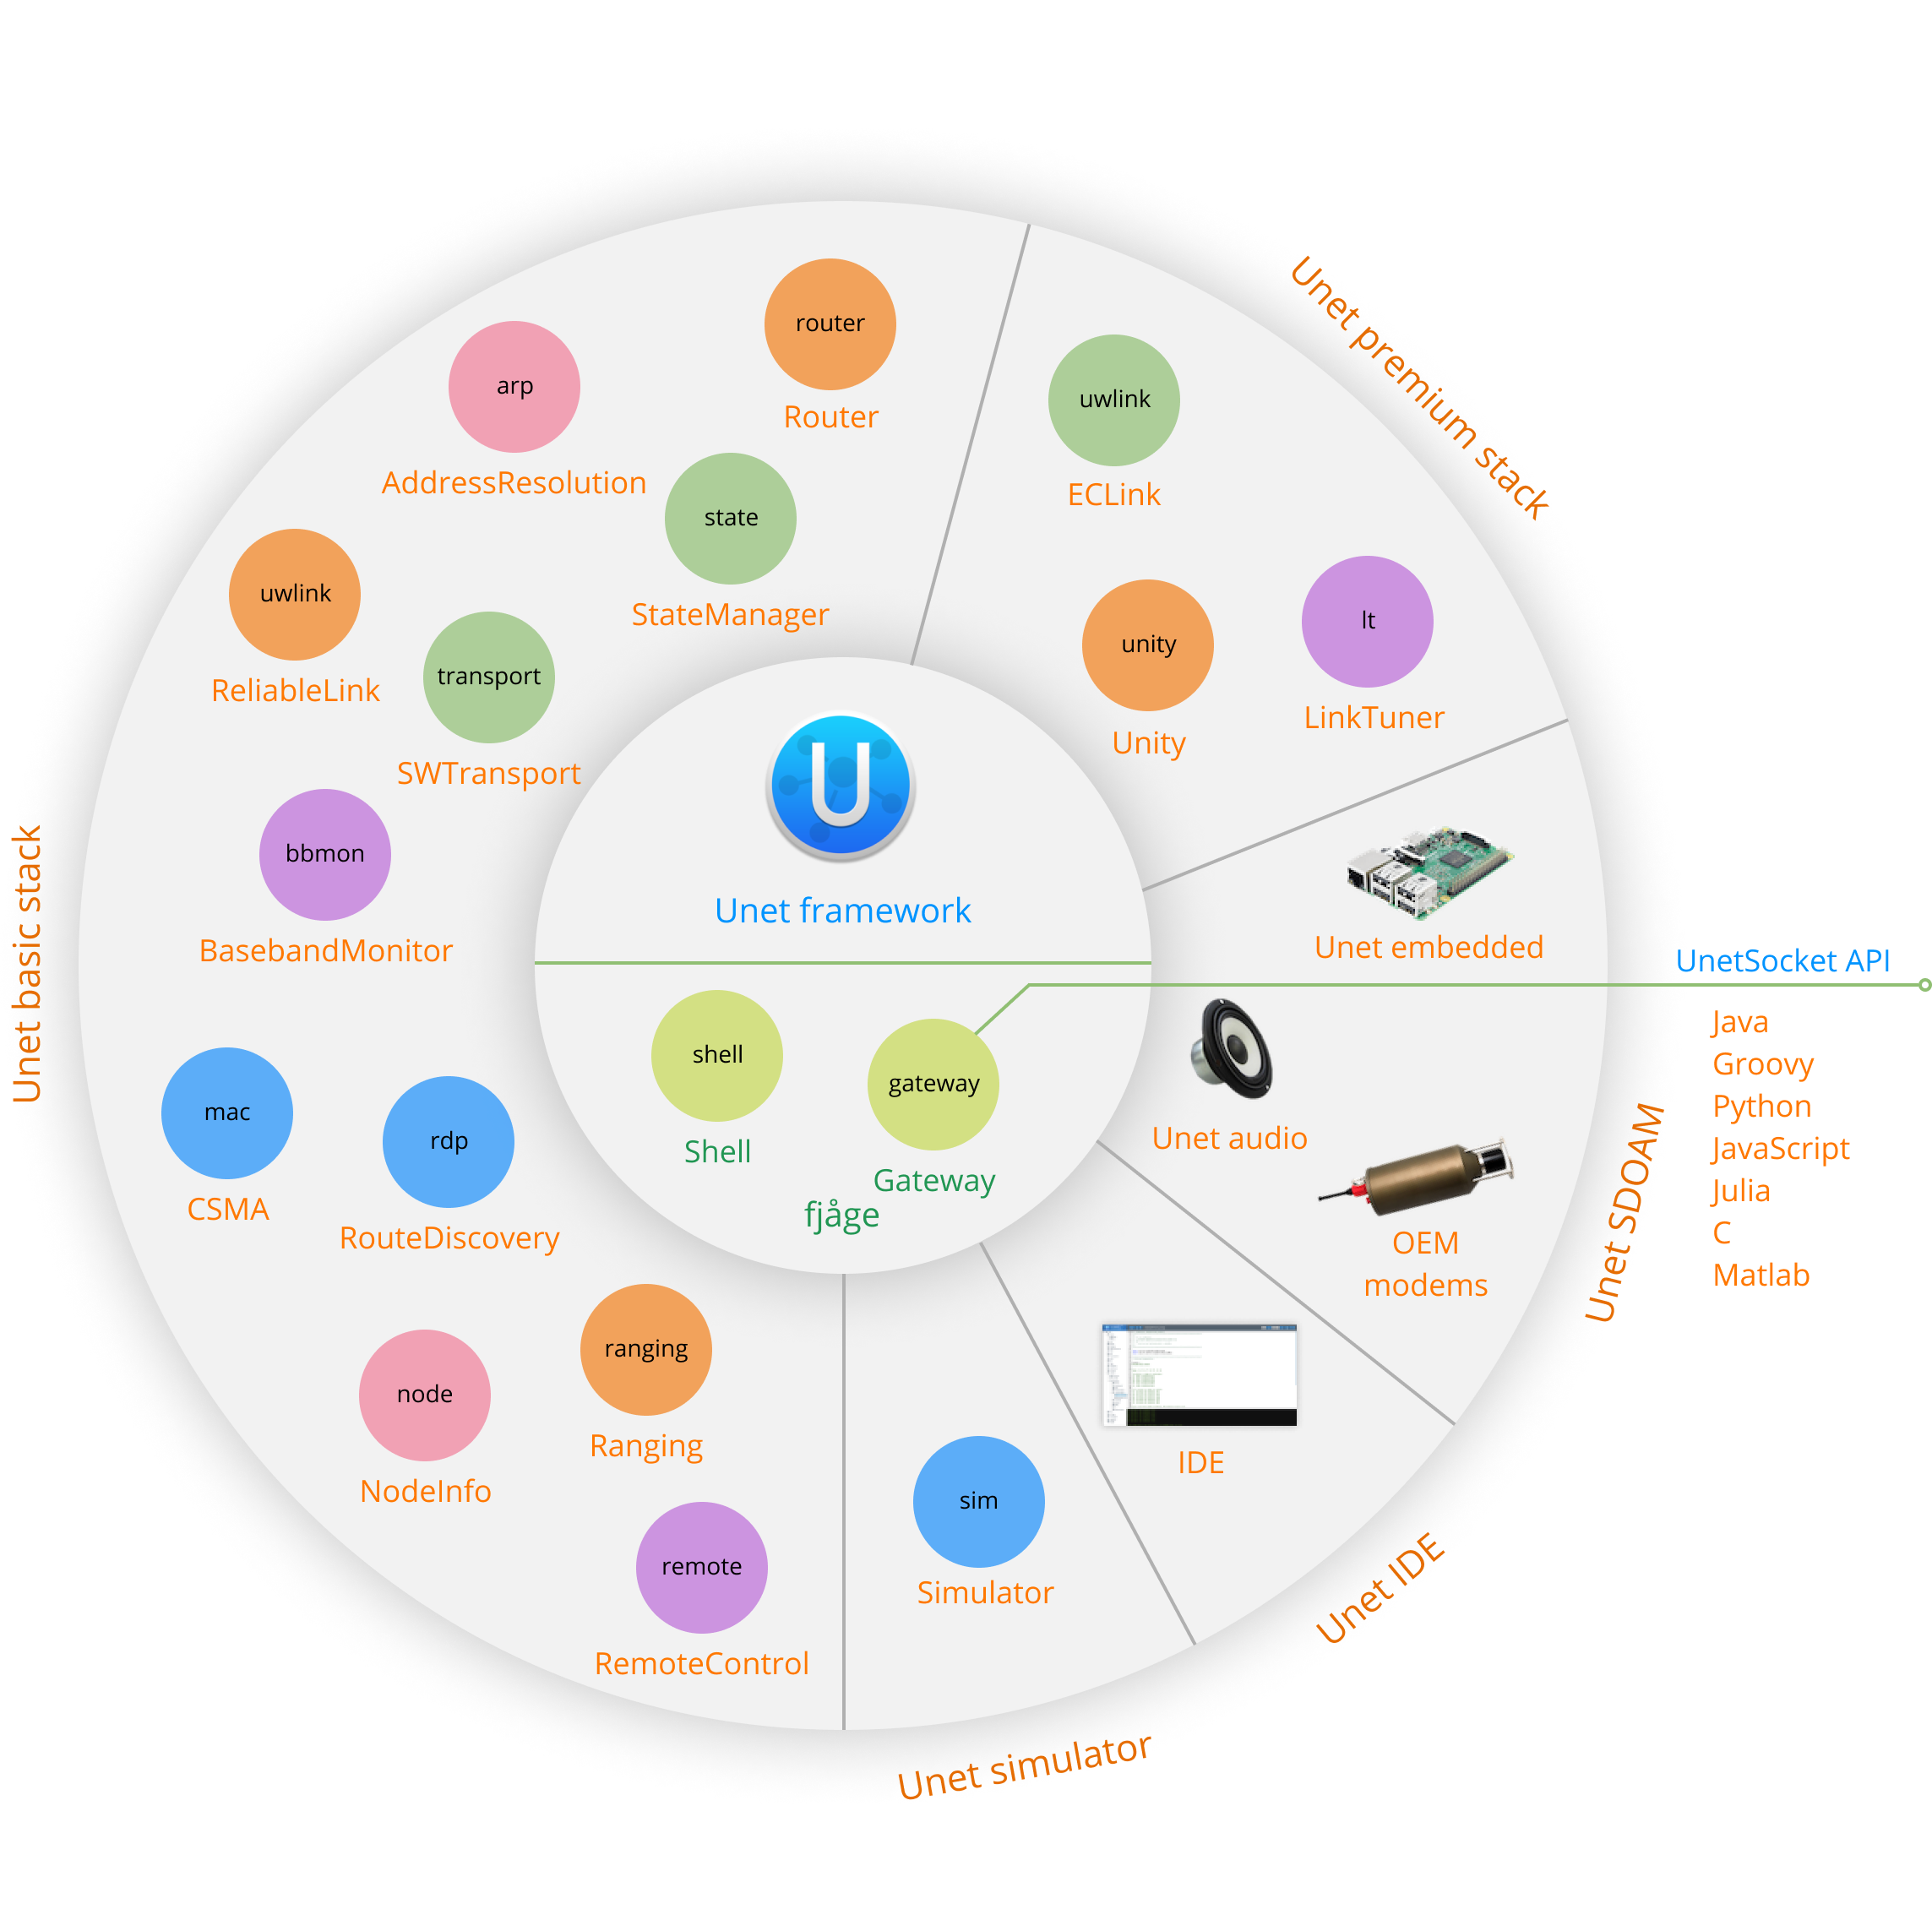 router
Router
arp
AddressResolution
state
StateManager
uwlink
ReliableLink
transport
SWTransport
bbmon
BasebandMonitor
mac
CSMA
rdp
RouteDiscovery
node
NodeInfo
ranging
Ranging
remote
RemoteControl
Unet basic stack
uwlink
ECLink
unity
Unity
lt
LinkTuner
Unet premium stack
U
Unet framework
shell
Shell
gateway
Gateway
fjåge
Unet embedded
Unet audio
OEM
modems
Unet SDOAM
UnetSocket API
Java
Groovy
Python
JavaScript
Julia
C
Matlab
IDE
Unet IDE
sim
Simulator
Unet simulator